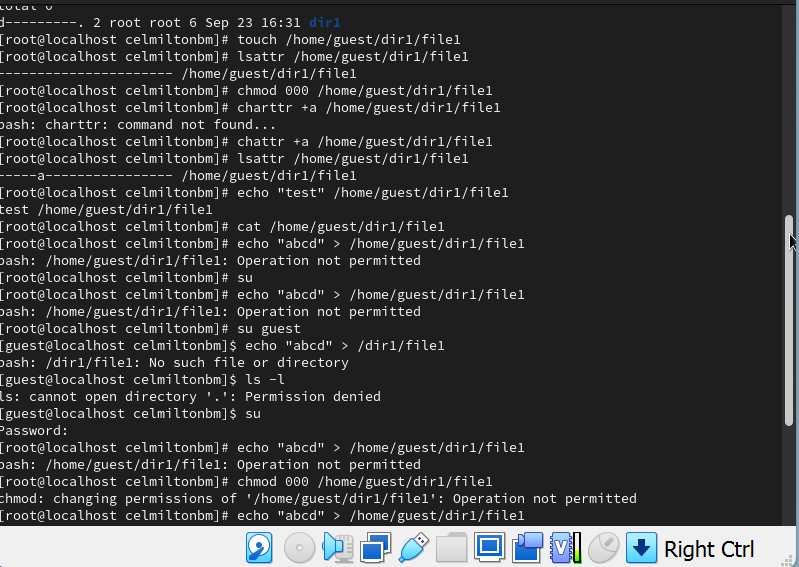 total 0
d---------. 2 root root 6 Sep 23 16:31 dir1
[root@localhost celmiltonbm]# touch /home/guest/dir1/file1
[root@localhost celmiltonbm]# lsattr /home/guest/dir1/file1
---------------------- /home/guest/dir1/file1
[root@localhost celmiltonbm]# chmod 000 /home/guest/dir1/file1
[root@localhost celmiltonbm]# charttr +a /home/guest/dir1/file1
bash: charttr: command not found...
[root@localhost celmiltonbm]# chattr +a /home/guest/dir1/file1
[root@localhost celmiltonbm]# lsattr /home/guest/dir1/file1
-----a---------------- /home/guest/dir1/file1
[root@localhost celmiltonbm]# echo "test" /home/guest/dir1/file1
test /home/guest/dir1/file1
[root@localhost celmiltonbm]# cat /home/guest/dir1/file1
[root@localhost celmiltonbm]# echo "abcd" > /home/guest/dir1/file1
bash: /home/guest/dir1/file1: Operation not permitted
[root@localhost celmiltonbm]# su
[root@localhost celmiltonbm]# echo "abcd" > /home/guest/dir1/file1
bash: /home/guest/dir1/file1: Operation not permitted
[root@localhost celmiltonbm]# su guest
[guest@localhost celmiltonbm]$ echo "abcd" > /dir1/file1
bash: /dir1/file1: No such file or directory
[guest@localhost celmiltonbm]$ ls -l
ls: cannot open directory '.': Permission denied
[guest@localhost celmiltonbm]$ su
Password:
[root@localhost celmiltonbm]# echo "abcd" > /home/guest/dir1/file1
bash: /home/guest/dir1/file1: Operation not permitted
[root@localhost celmiltonbm]# chmod 000 /home/guest/dir1/file1
chmod: changing permissions of '/home/guest/dir1/file1': Operation not permitted
[root@localhost celmiltonbm]# echo "abcd" > /home/guest/dir1/file1
Right Ctrl